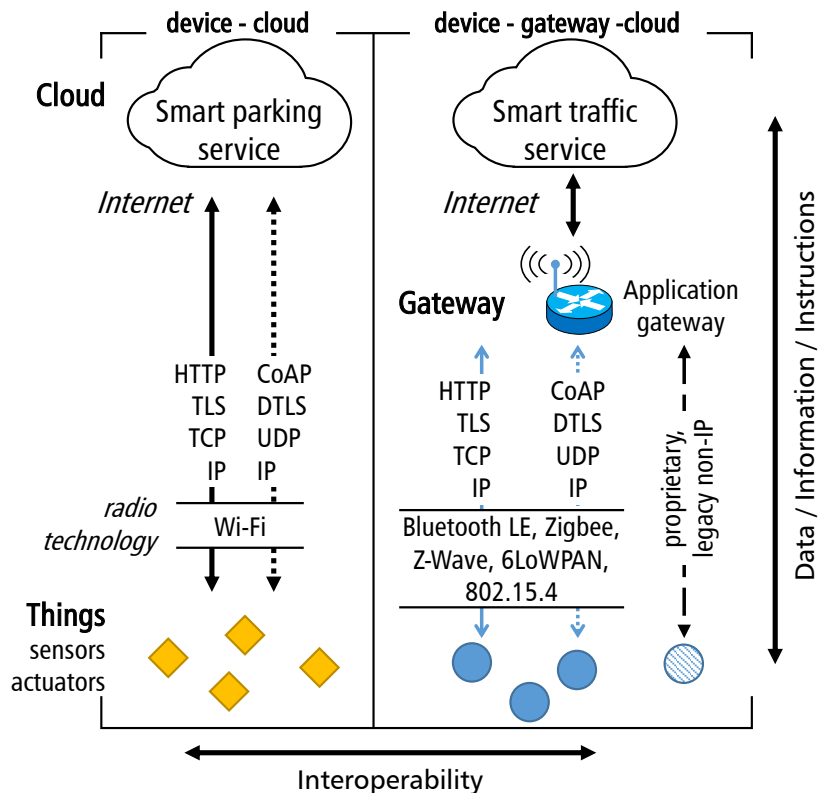 device - cloud
device - gateway -cloud
Cloud
Smart parking
service
Smart traffic
service
Internet
Internet
Gateway
Application
gateway
HTTP
TLS
TCP
IP
CoAP
DTLS
UDP
IP
HTTP
TLS
TCP
IP
CoAP
DTLS
UDP
IP
proprietary,
legacy non-IP
radio
technology
Wi-Fi
Bluetooth LE, Zigbee,
Z-Wave, 6LoWPAN,
802.15.4
Things
sensors
actuators
Data / Information / Instructions
Interoperability